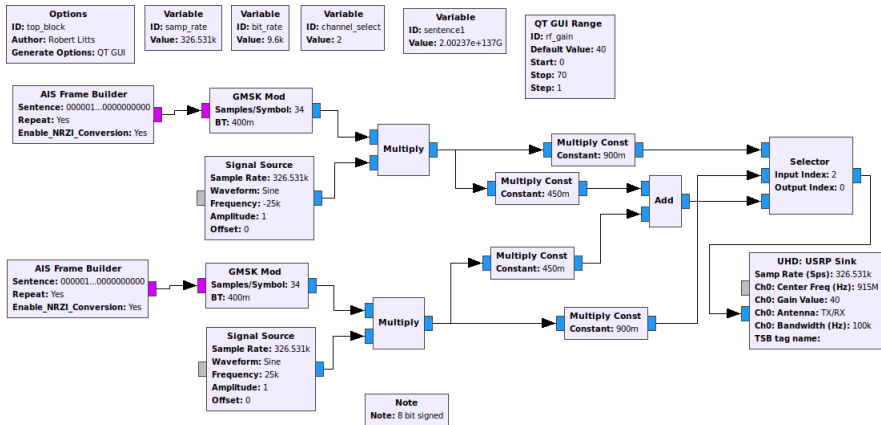 Options
ID: top_block
Author: Robert Litts
Generate Options: QT GUI
Variable
ID: samp_rate
Value: 326.531k
Variable
ID: bit_rate
Value: 9.6k
Variable
ID: channel_select
Value: 2
Variable
ID: sentence1
Value: 2.00237e+137G
QT GUI Range
ID: rf_gain
Default Value: 40
Start: 0
Stop: 70
Step: 1
AIS Frame Builder
Sentence: 000001...0000000000
Repeat: Yes
Enable_NRZI_Conversion: Yes
GMSK Mod
Samples/Symbol: 34
BT: 400m
Signal Source
Sample Rate: 326.531k
Waveform: Sine
Frequency: -25k
Amplitude: 1
Offset: 0
Multiply
Multiply Const
Constant: 900m
Multiply Const
Constant: 450m
Add
Selector
Input Index: 2
Output Index: 0
AIS Frame Builder
Sentence: 000001...0000000000
Repeat: Yes
Enable_NRZI_Conversion: Yes
GMSK Mod
Samples/Symbol: 34
BT: 400m
Signal Source
Sample Rate: 326.531k
Waveform: Sine
Frequency: 25k
Amplitude: 1
Offset: 0
Multiply
Multiply Const
Constant: 450m
Multiply Const
Constant: 900m
UHD: USRP Sink
Samp Rate (Sps): 326.531k
Ch0: Center Freq (Hz): 915M
Ch0: Gain Value: 40
Ch0: Antenna: TX/RX
Ch0: Bandwidth (Hz): 100k
TSB tag name:
Note
Note: 8 bit signed